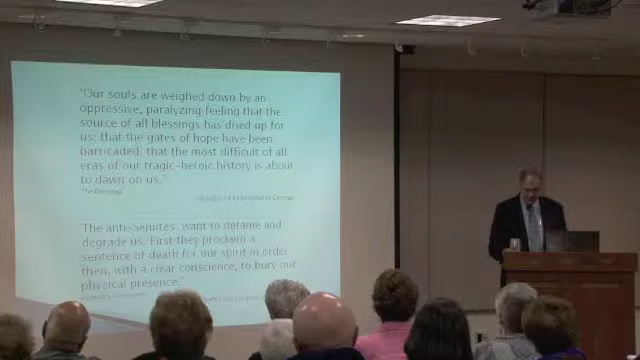 "Our souls are weighed down by an
oppressive, paralyzing feeling that the
source of all blessings has dried up for
us; that the gates of hope have been
barricaded; that the most difficult of all
eras of our tragic-heroic history is about
to dawn on us."
The anti-Semites "want to defame and
degrade us. First they proclaim a
sentence of death for our spirit in order
then, with a clear conscience, to bury our
physical presence."